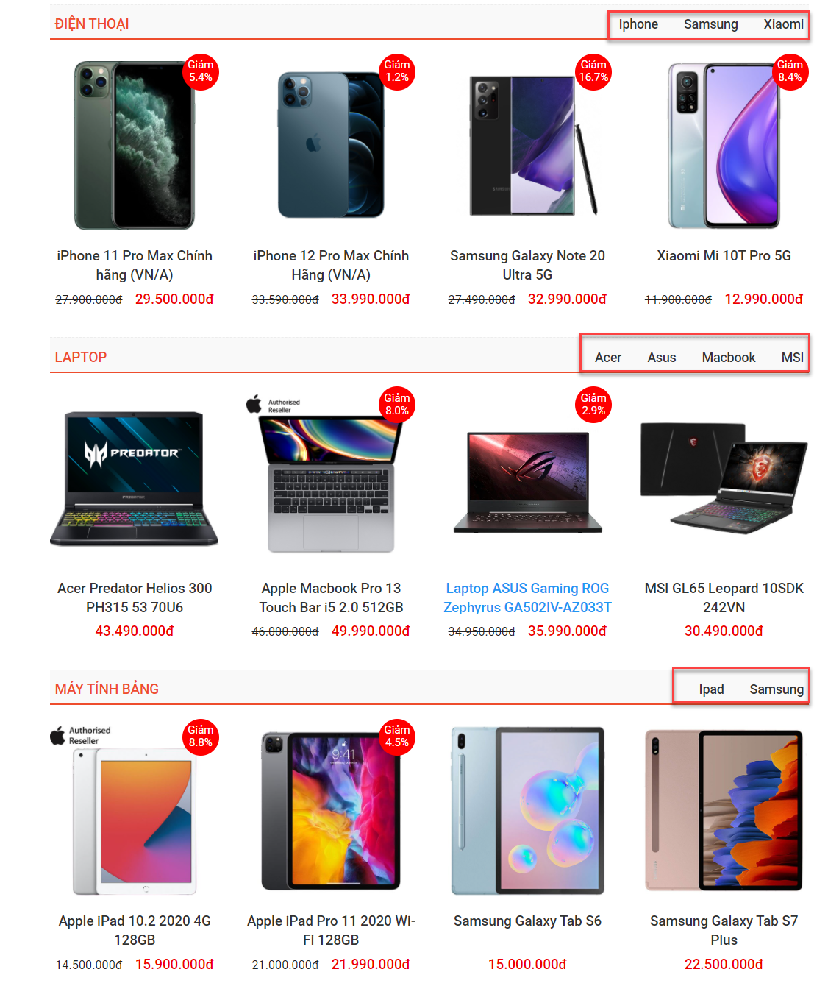 ĐIỆN THOẠI
Iphone Samsung Xiaomi
Giảm
5.4%
Giảm
1.2%
Giảm
16.7%
Giảm
8.4%
SAMSUNG
iPhone 11 Pro Max Chính
hãng (VN/A)
27.900.000đ 29.500.000đ
iPhone 12 Pro Max Chính
Hãng (VN/A)
33.590.000đ 33.990.000đ
Samsung Galaxy Note 20
Ultra 5G
27.490.000đ 32.990.000đ
Xiaomi Mi 10T Pro 5G
11.900.000đ 12.990.000đ
LAPTOP
Acer Asus Macbook MSI
PREDATOR
PREDATOR
Authorised
Reseller
Giảm
8.0%
Giảm
2.9%
Acer Predator Helios 300
PH315 53 70U6
43.490.000đ
Apple Macbook Pro 13
Touch Bar i5 2.0 512GB
46.000.000đ 49.990.000đ
Laptop ASUS Gaming ROG
Zephyrus GA502IV-AZ033T
34.950.000đ 35.990.000đ
MSI GL65 Leopard 10SDK
242VN
30.490.000đ
MÁY TÍNH BẢNG
Ipad Samsung
Authorised
Reseller
Giảm
8.8%
Giảm
4.5%
9:41
Apple iPad 10.2 2020 4G
128GB
14.500.000đ 15.900.000đ
Apple iPad Pro 11 2020 Wi-
Fi 128GB
21.000.000đ 21.990.000đ
Samsung Galaxy Tab S6
15.000.000đ
Samsung Galaxy Tab S7
Plus
22.500.000đ